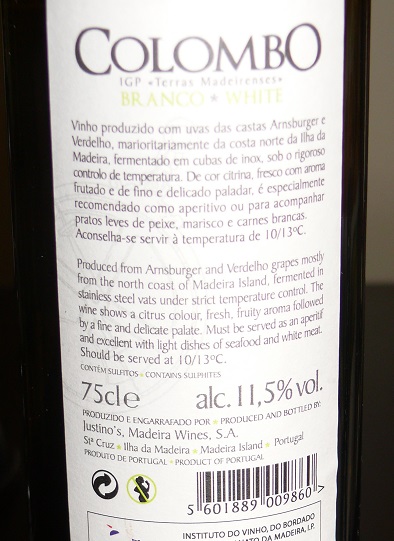 COLOMBO
IGP «Terras Madeirenses»
BRANCO ★ WHITE
Vinho produzido com uvas das castas Arnsburger e
Verdelho, marioritariamente da costa norte da Ilha da
Madeira, fermentado em cubas de inox, sob o rigoroso
controlo de temperatura. De cor citrina, fresco com aroma
frutado e de fino e delicado paladar, é especialmente
recomendado como aperitivo ou para acompanhar
pratos leves de peixe, marisco e carnes brancas.
Aconselha-se servir à temperatura de 10/13ºC.
Produced from Arnsburger and Verdelho grapes mostly
from the north coast of Madeira Island, fermented in
stainless steel vats under strict temperature control. The
wine shows a citrus colour, fresh, fruity aroma followed
by a fine and delicate palate. Must be served as an aperitif
and excellent with light dishes of seafood and white meat.
Should be served at 10/13ºC.
CONTÉM SULFITOS ★ CONTAINS SULPHITES
75cl e alc. 11,5% vol.
PRODUZIDO E ENGARRAFADO POR ★ PRODUCED AND BOTTLED BY:
Justino's, Madeira Wines, S.A.
Stª Cruz ★ Ilha da Madeira ★ Madeira Island ★ Portugal
PRODUTO DE PORTUGAL ★ PRODUCT OF PORTUGAL
5 601889 009860 >
INSTITUTO DO VINHO, DO BORDADO
DA MADEIRA, I.P.